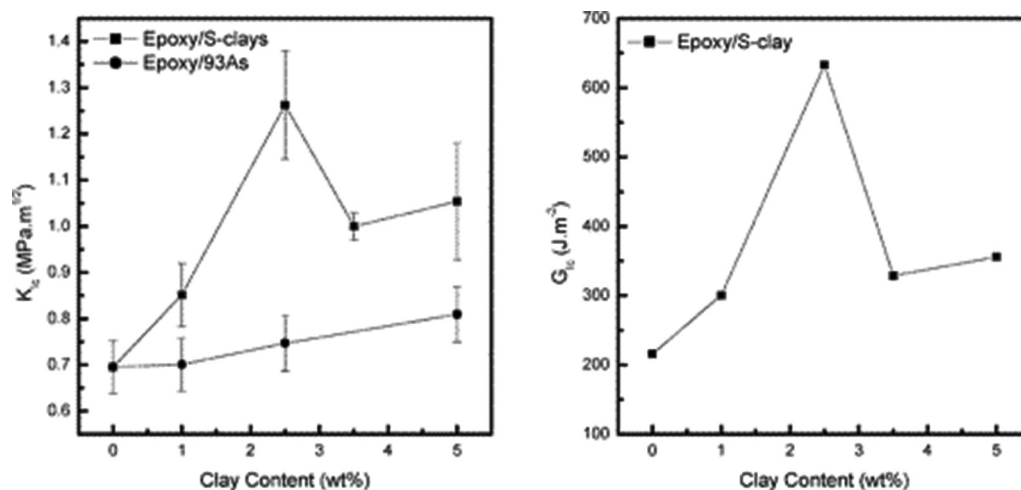 Epoxy/S-clays
Epoxy/93As
1.4
1.3
1.2
1.1
1.0
0.9
0.8
0.7
0.6
K_Ic (MPa.m^1/2)
0 1 2 3 4 5
Clay Content (wt%)
Epoxy/S-clay
700
600
500
400
300
200
100
G_Ic (J.m^-2)
0 1 2 3 4 5
Clay Content (wt%)